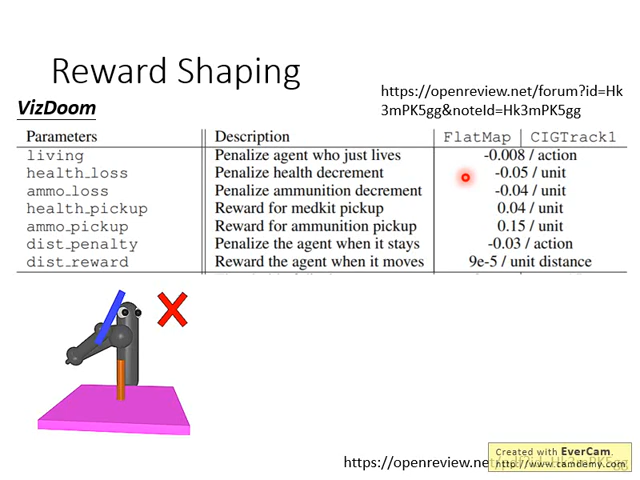 Reward Shaping
https://openreview.net/forum?id=Hk
3mPK5gg&noteId=Hk3mPK5gg
VizDoom
Parameters Description FlatMap CIGTrack1
living Penalize agent who just lives -0.008 / action
health_loss Penalize health decrement -0.05 / unit
ammo_loss Penalize ammunition decrement -0.04 / unit
health_pickup Reward for medkit pickup 0.04 / unit
ammo_pickup Reward for ammunition pickup 0.15 / unit
dist_penalty Penalize the agent when it stays -0.03 / action
dist_reward Reward the agent when it moves 9e-5 / unit distance
Created with EverCam.
http://www.camdemy.com
https://openreview.net